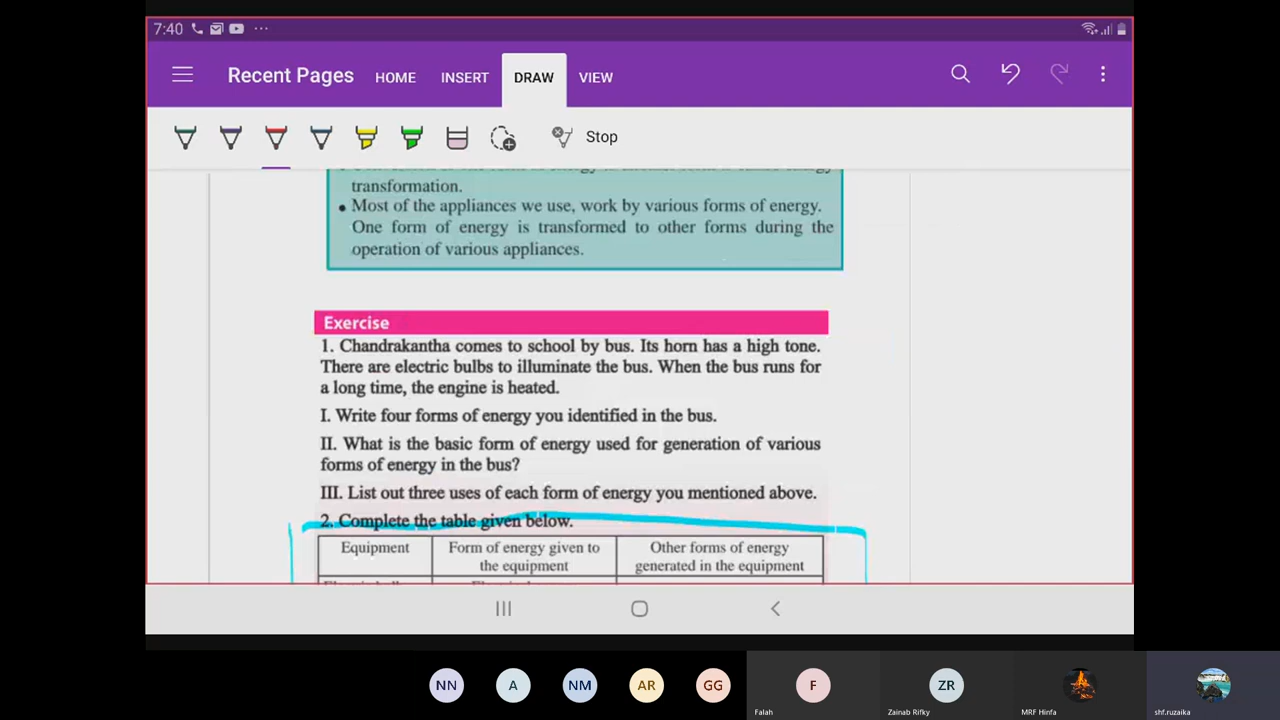 7:40
Recent Pages HOME INSERT DRAW VIEW
Stop
transformation.
• Most of the appliances we use, work by various forms of energy.
One form of energy is transformed to other forms during the
operation of various appliances.
Exercise
1. Chandrakantha comes to school by bus. Its horn has a high tone.
There are electric bulbs to illuminate the bus. When the bus runs for
a long time, the engine is heated.
I. Write four forms of energy you identified in the bus.
II. What is the basic form of energy used for generation of various
forms of energy in the bus?
III. List out three uses of each form of energy you mentioned above.
2. Complete the table given below.
Equipment
Form of energy given to
the equipment
Other forms of energy
generated in the equipment
NN A NM AR GG F ZR
Falah Zainab Rifky MRF Hinfa shf.ruzaika